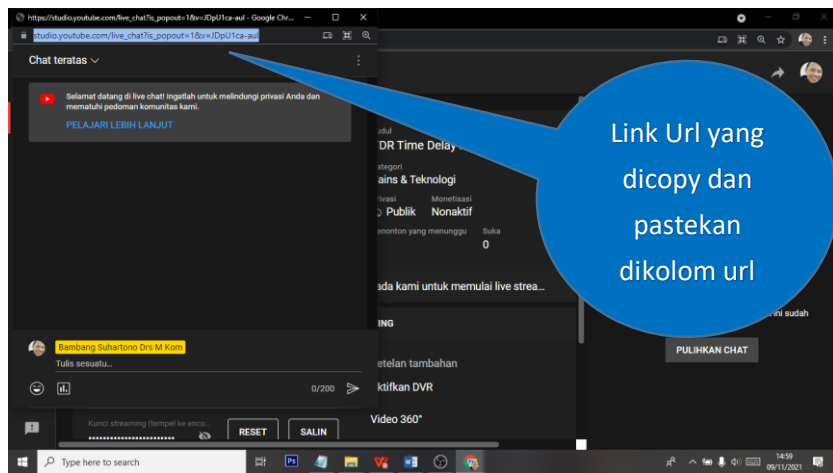 https://studio.youtube.com/live_chat?is_popout=1&v=JDpU1ca-aul - Google Chr...
studio.youtube.com/live_chat?is_popout=1&v=JDpU1ca-aul
Chat teratas
Selamat datang di live chat! Ingatlah untuk melindungi privasi Anda dan
mematuhi pedoman komunitas kami.
PELAJARI LEBIH LANJUT
Link Url yang
dicopy dan
pastekan
dikolom url
DR Time Delay
Kategori
ains & Teknologi
Monetisasi
Publik
Nonaktif
enonton yang menunggu
Suka
0
ada kami untuk memulai live strea...
ING
etelan tambahan
ktifkan DVR
Video 360°
ini sudah
PULIHKAN CHAT
Bambang Suhartono Drs M Kom
Tulis sesuatu...
0/200
Kunci streaming (tempel ke enco...
RESET
SALIN
Type here to search
14:59
09/11/2021